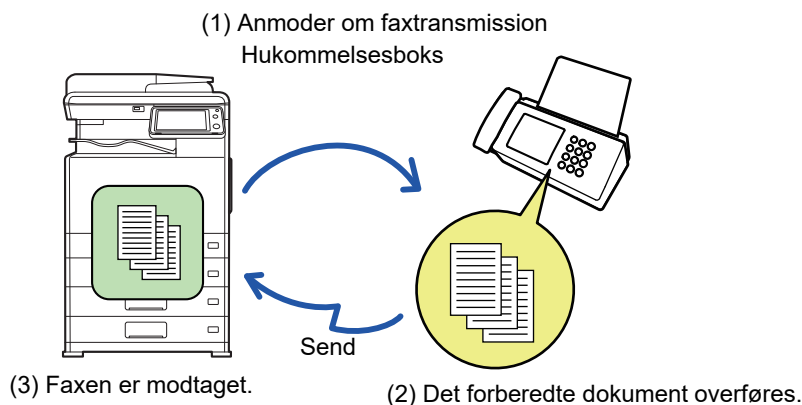 (1) Anmoder om faxtransmission
Hukommelsesboks
Send
(3) Faxen er modtaget.
(2) Det forberedte dokument overføres.